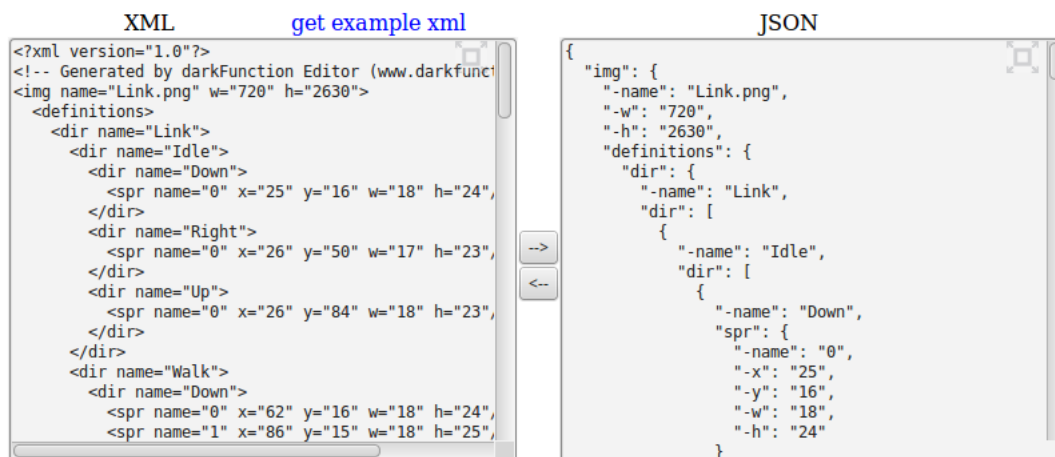 XML
get example xml
<?xml version="1.0"?>
<!-- Generated by darkFunction Editor (www.darkfunct
<img name="Link.png" w="720" h="2630">
<definitions>
<dir name="Link">
<dir name="Idle">
<dir name="Down">
<spr name="0" x="25" y="16" w="18" h="24"/
</dir>
<dir name="Right">
<spr name="0" x="26" y="50" w="17" h="23"/
</dir>
<dir name="Up">
<spr name="0" x="26" y="84" w="18" h="23"/
</dir>
</dir>
<dir name="Walk">
<dir name="Down">
<spr name="0" x="62" y="16" w="18" h="24"/
<spr name="1" x="86" y="15" w="18" h="25"/
-->
<--
JSON
{
"img": {
"-name": "Link.png",
"-w": "720",
"-h": "2630",
"definitions": {
"dir": {
"-name": "Link",
"dir": [
{
"-name": "Idle",
"dir": [
{
"-name": "Down",
"spr": {
"-name": "0",
"-x": "25",
"-y": "16",
"-w": "18",
"-h": "24"
}